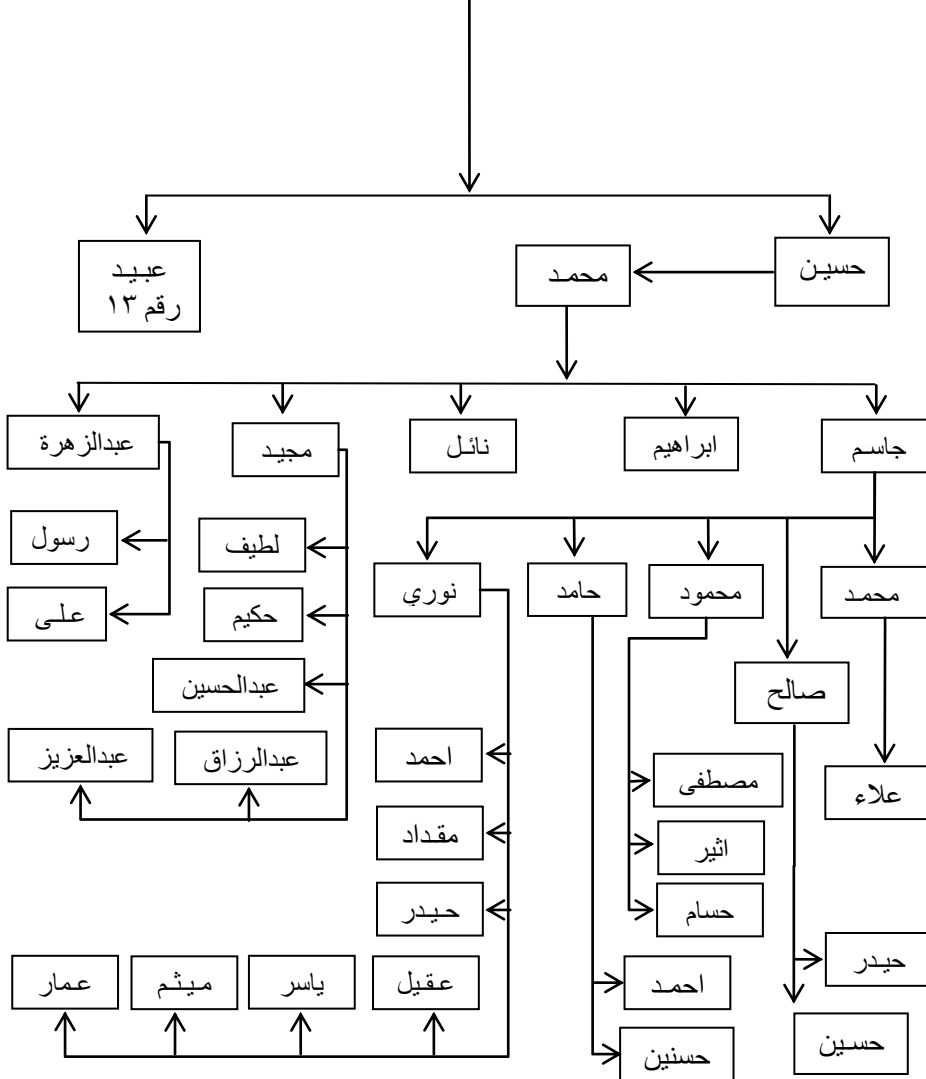 حسين
محمد
عبيد
رقم ١٣
جاسم
ابراهيم
نائل
مجيد
عبدالزهرة
لطيف
رسول
محمد
محمود
حامد
نوري
حكيم
على
صالح
عبدالحسين
عبدالرزاق
عبدالعزيز
احمد
مصطفى
علاء
مقداد
اثير
حيدر
حسام
حيدر
عقيل
ياسر
ميثم
عمار
احمد
حسين
حسنين